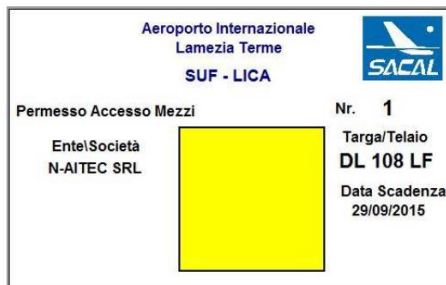 Aeroporto Internazionale
Lamezia Terme
SUF - LICA
SACAL
Permesso Accesso Mezzi
Nr. 1
Ente\Società
N-AITEC SRL
Targa/Telaio
DL 108 LF
Data Scadenza
29/09/2015